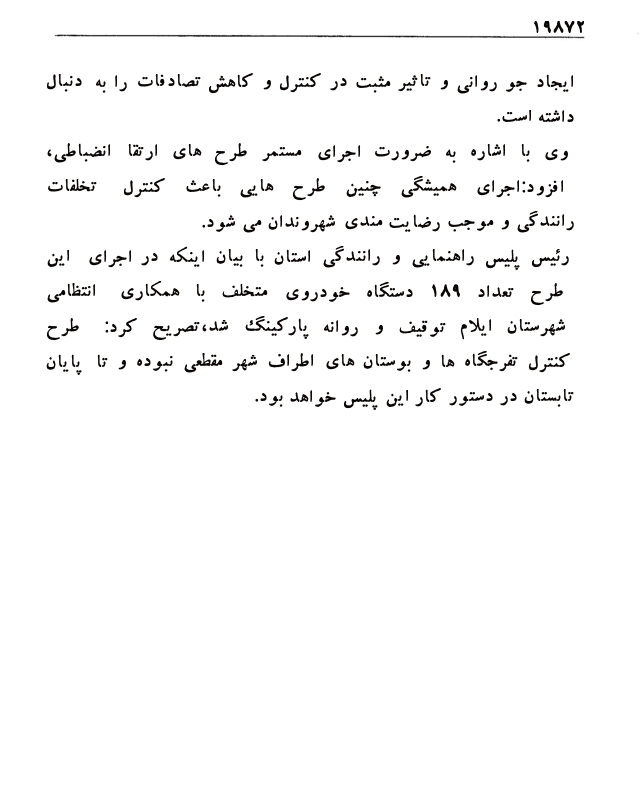 ۱۹۸۷۲
ایجاد جو روانی و تاثیر مثبت در کنترل و کاهش تصادفات را به دنبال
داشته است.
وی با اشاره به ضرورت اجرای مستمر طرح های ارتقا انضباطی،
افزود:اجرای همیشگی چنین طرح هایی باعث کنترل تخلفات
رانندگی و موجب رضایت مندی شهروندان می شود.
رئیس پلیس راهنمایی و رانندگی استان با بیان اینکه در اجرای این
طرح تعداد ۱۸۹ دستگاه خودروی متخلف با همکاری انتظامی
شهرستان ایلام توقیف و روانه پارکینگ شد،تصریح کرد: طرح
کنترل تفرجگاه ها و بوستان های اطراف شهر مقطعی نبوده و تا پایان
تابستان در دستور کار این پلیس خواهد بود.